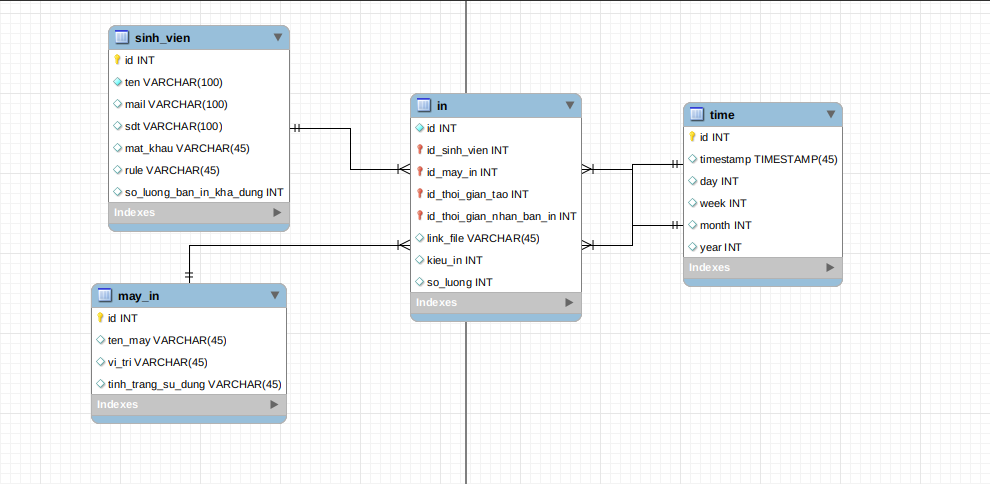 sinh_vien
id INT
ten VARCHAR(100)
mail VARCHAR(100)
sdt VARCHAR(100)
mat_khau VARCHAR(45)
rule VARCHAR(45)
so_luong_ban_in_kha_dung INT
Indexes
may_in
id INT
ten_may VARCHAR(45)
vi_tri VARCHAR(45)
tinh_trang_su_dung VARCHAR(45)
Indexes
in
id INT
id_sinh_vien INT
id_may_in INT
id_thoi_gian_tao INT
id_thoi_gian_nhan_ban_in INT
link_file VARCHAR(45)
kieu_in INT
so_luong INT
Indexes
time
id INT
timestamp TIMESTAMP(45)
day INT
week INT
month INT
year INT
Indexes